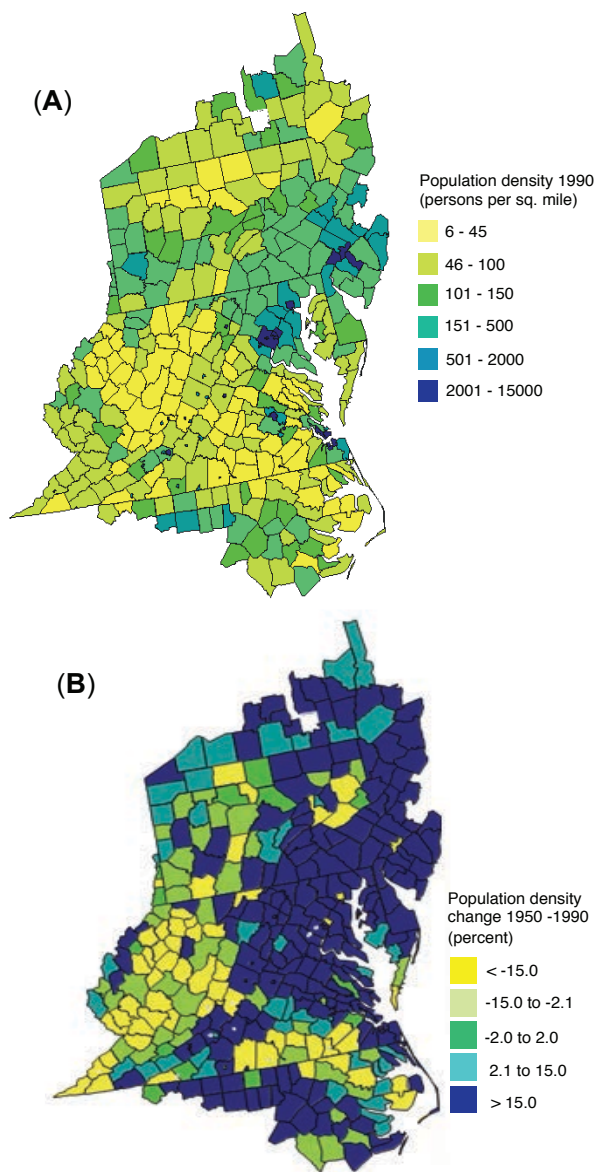 (A)
Population density 1990
(persons per sq. mile)
6 - 45
46 - 100
101 - 150
151 - 500
501 - 2000
2001 - 15000
(B)
Population density
change 1950 -1990
(percent)
< -15.0
-15.0 to -2.1
-2.0 to 2.0
2.1 to 15.0
> 15.0